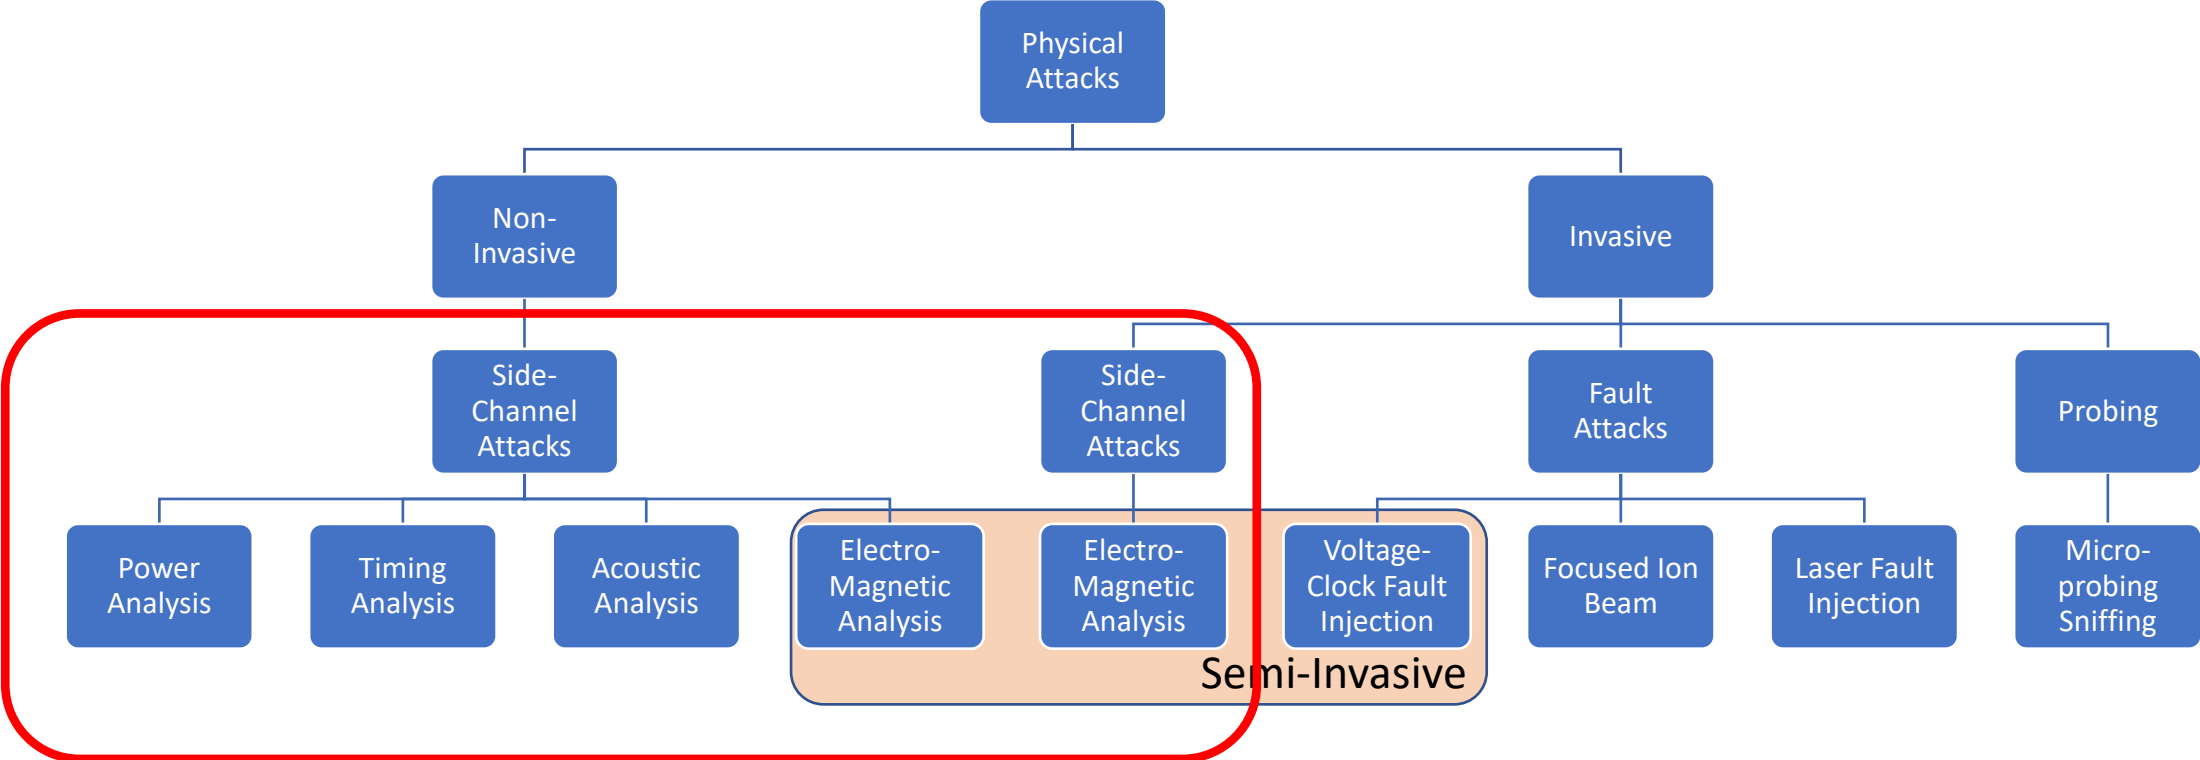 Physical
Attacks
Non-
Invasive
Invasive
Side-
Channel
Attacks
Side-
Channel
Attacks
Fault
Attacks
Probing
Power
Analysis
Timing
Analysis
Acoustic
Analysis
Electro-
Magnetic
Analysis
Electro-
Magnetic
Analysis
Voltage-
Clock Fault
Injection
Focused Ion
Beam
Laser Fault
Injection
Micro-
probing
Sniffing
Semi-Invasive